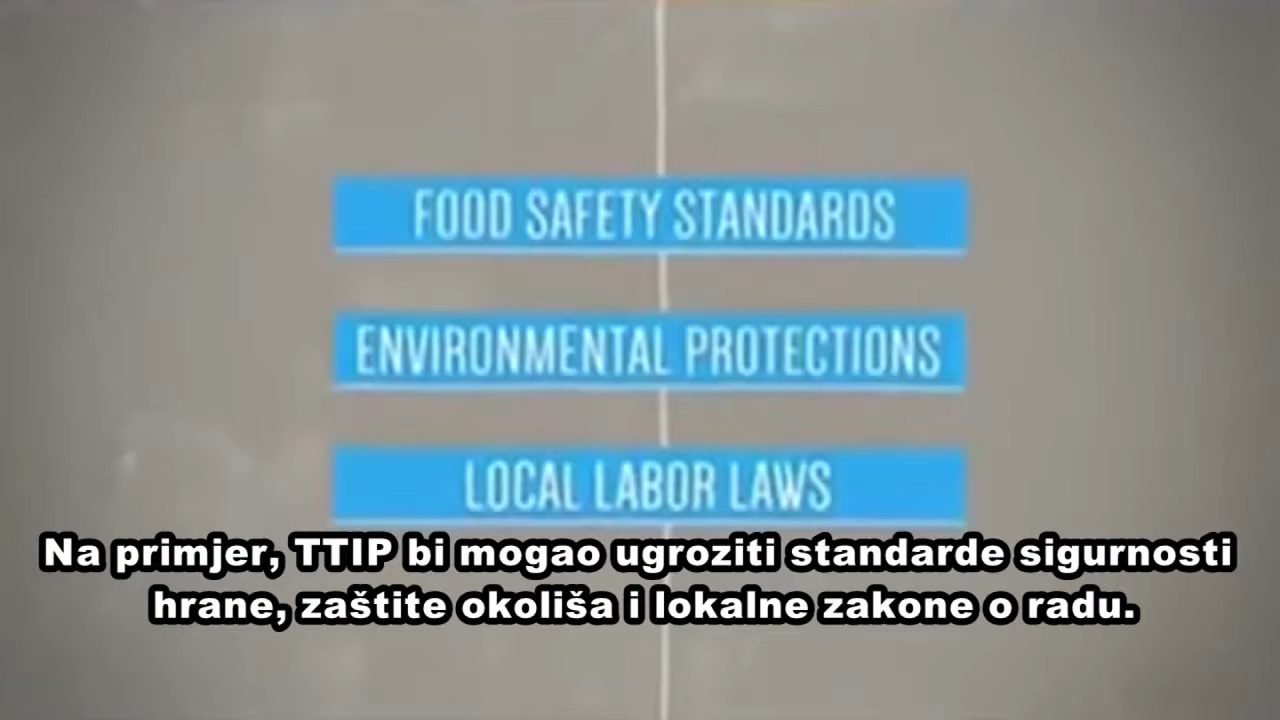 FOOD SAFETY STANDARDS
ENVIRONMENTAL PROTECTIONS
LOCAL LABOR LAWS
Na primjer, TTIP bi mogao ugroziti standarde sigurnosti
hrane, zaštite okoliša i lokalne zakone o radu.